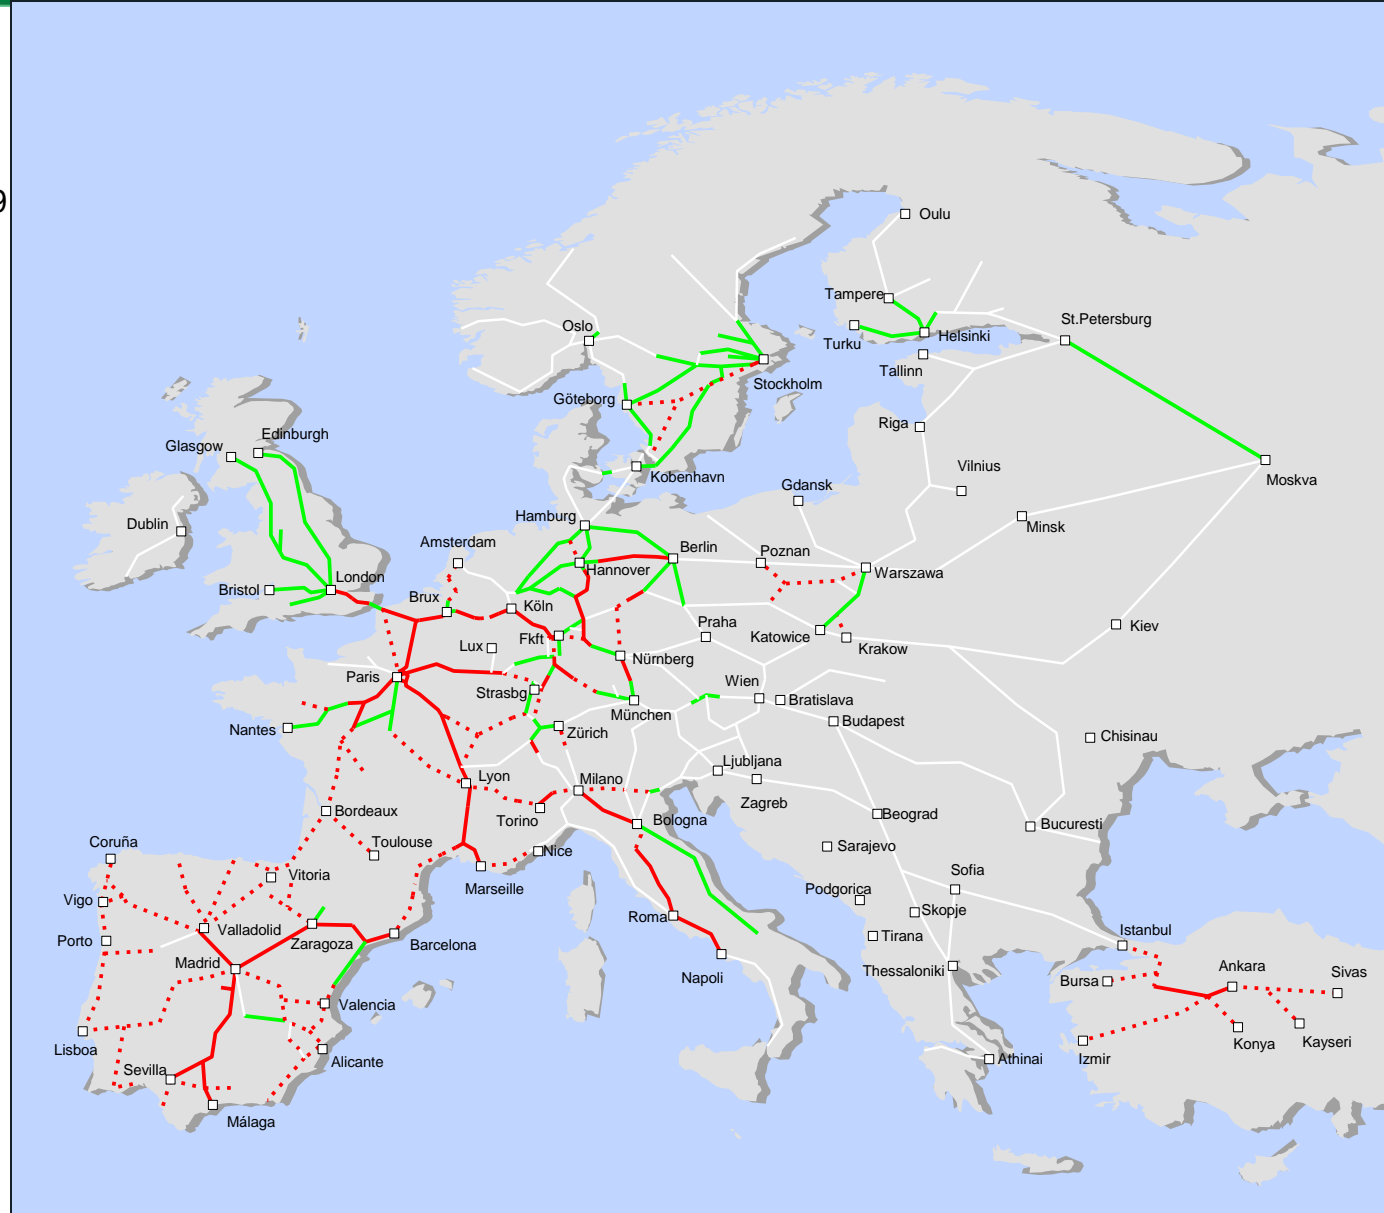 9
Oulu
Tampere
St.Petersburg
Oslo
Turku
Helsinki
Tallinn
Stockholm
Göteborg
Riga
Edinburgh
Glasgow
Vilnius
Kobenhavn
Moskva
Gdansk
Hamburg
Dublin
Minsk
Amsterdam
Berlin
Poznan
Hannover
Warszawa
London
Bristol
Brux
Köln
Praha
Kiev
Fkft
Katowice
Lux
Krakow
Nürnberg
Paris
Wien
Strasbg
Bratislava
München
Budapest
Nantes
Zürich
Chisinau
Ljubljana
Lyon
Milano
Zagreb
Bordeaux
Torino
Bologna
Beograd
Bucuresti
Coruña
Toulouse
Nice
Sarajevo
Vitoria
Sofia
Marseille
Podgorica
Vigo
Roma
Skopje
Valladolid
Istanbul
Porto
Zaragoza
Barcelona
Tirana
Madrid
Ankara
Thessaloniki
Sivas
Napoli
Bursa
Valencia
Lisboa
Izmir
Konya
Kayseri
Alicante
Athinai
Sevilla
Málaga